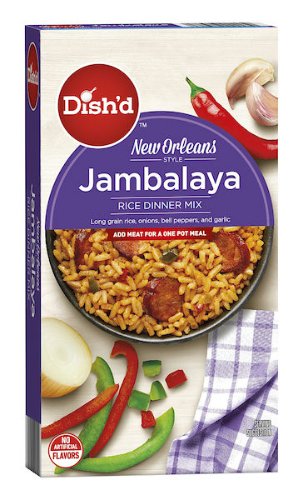 Dish'd
TM
New Orleans
STYLE
Jambalaya
RICE DINNER MIX
Long grain rice, onions, bell peppers, and garlic
ADD MEAT FOR A ONE POT MEAL
Jambalaya
NO
ARTIFICIAL
FLAVORS